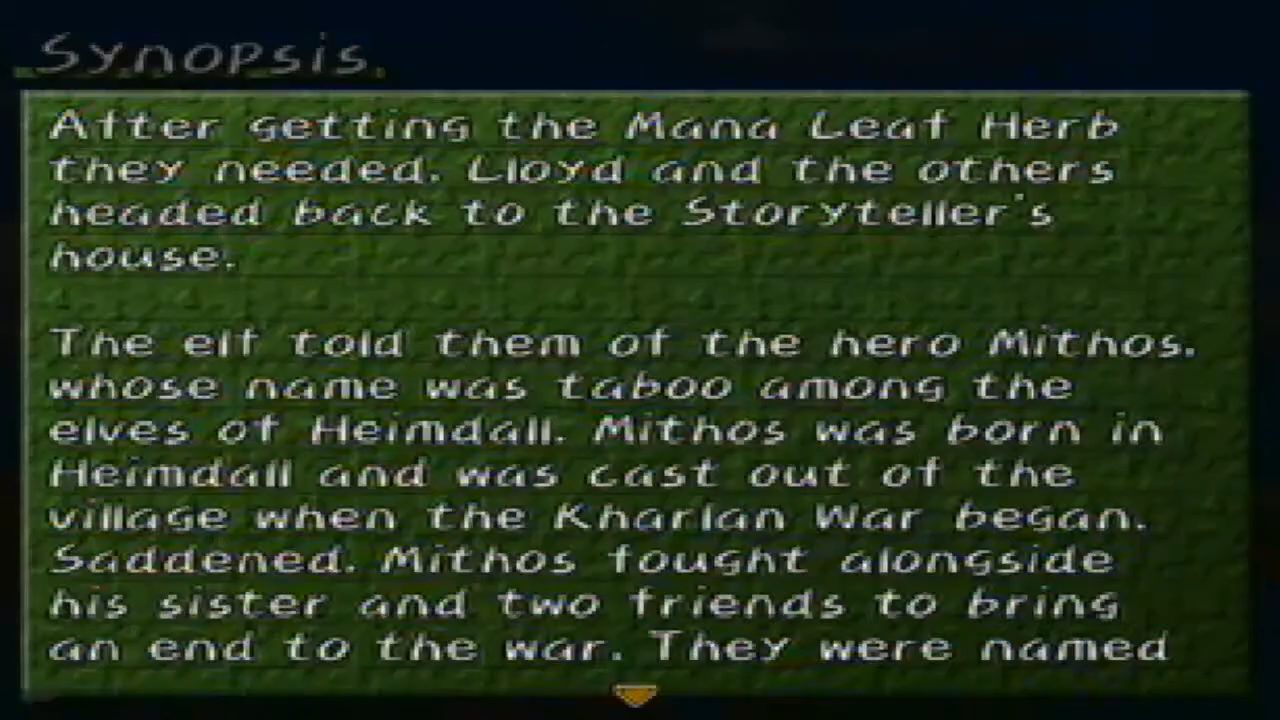 Synopsis
After getting the Mana Leaf Herb
they needed, Lloyd and the others
headed back to the Storyteller's
house.
The elf told them of the hero Mithos,
whose name was taboo among the
elves of Heimdall. Mithos was born in
Heimdall and was cast out of the
village when the Kharlan War began.
Saddened, Mithos fought alongside
his sister and two friends to bring
an end to the war. They were named